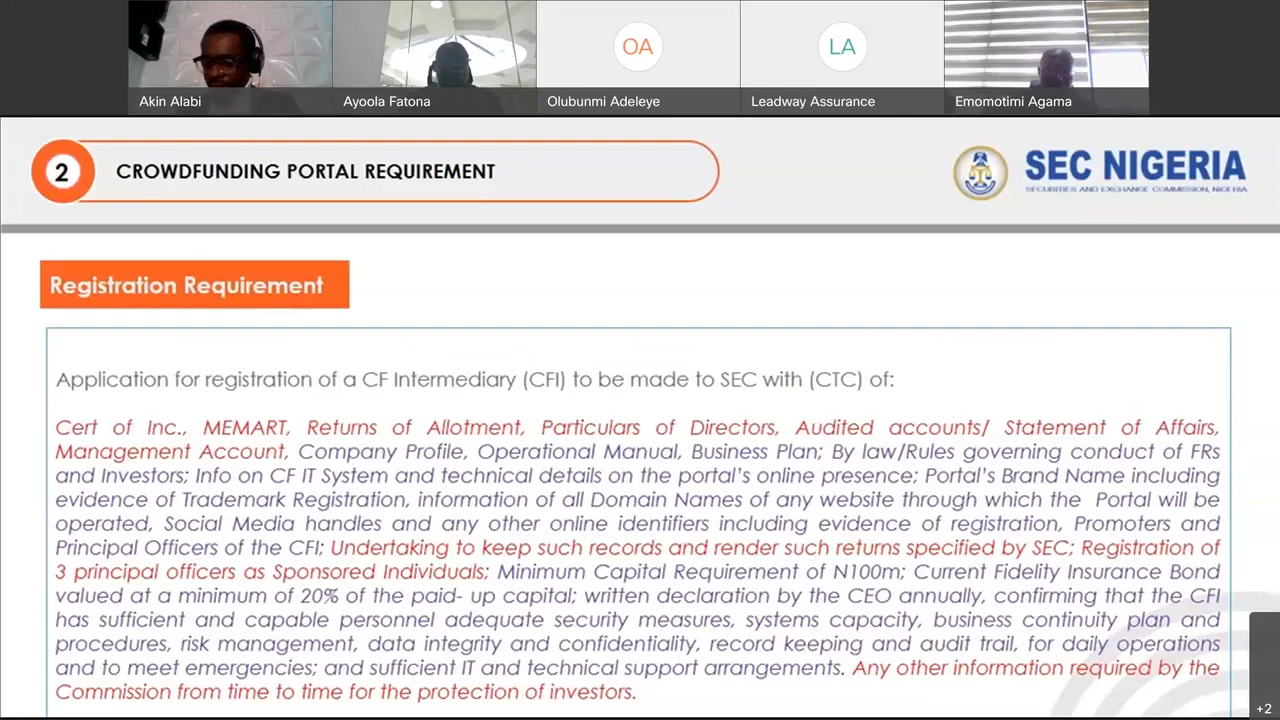 OA
LA
Akin Alabi
Ayoola Fatona
Olubunmi Adeleye
Leadway Assurance
Emomotimi Agama
2
CROWDFUNDING PORTAL REQUIREMENT
SEC NIGERIA
SECURITIES AND EXCHANGE COMMISSION, NIGERIA
Registration Requirement
Application for registration of a CF Intermediary (CFI) to be made to SEC with (CTC) of:
Cert of Inc., MEMART, Returns of Allotment, Particulars of Directors, Audited accounts/ Statement of Affairs,
Management Account, Company Profile, Operational Manual, Business Plan; By law/Rules governing conduct of FRs
and Investors; Info on CF IT System and technical details on the portal's online presence; Portal's Brand Name including
evidence of Trademark Registration, information of all Domain Names of any website through which the Portal will be
operated, Social Media handles and any other online identifiers including evidence of registration, Promoters and
Principal Officers of the CFI; Undertaking to keep such records and render such returns specified by SEC; Registration of
3 principal officers as Sponsored Individuals; Minimum Capital Requirement of N100m; Current Fidelity Insurance Bond
valued at a minimum of 20% of the paid- up capital; written declaration by the CEO annually, confirming that the CFI
has sufficient and capable personnel adequate security measures, systems capacity, business continuity plan and
procedures, risk management, data integrity and confidentiality, record keeping and audit trail, for daily operations
and to meet emergencies; and sufficient IT and technical support arrangements. Any other information required by the
Commission from time to time for the protection of investors.
+2